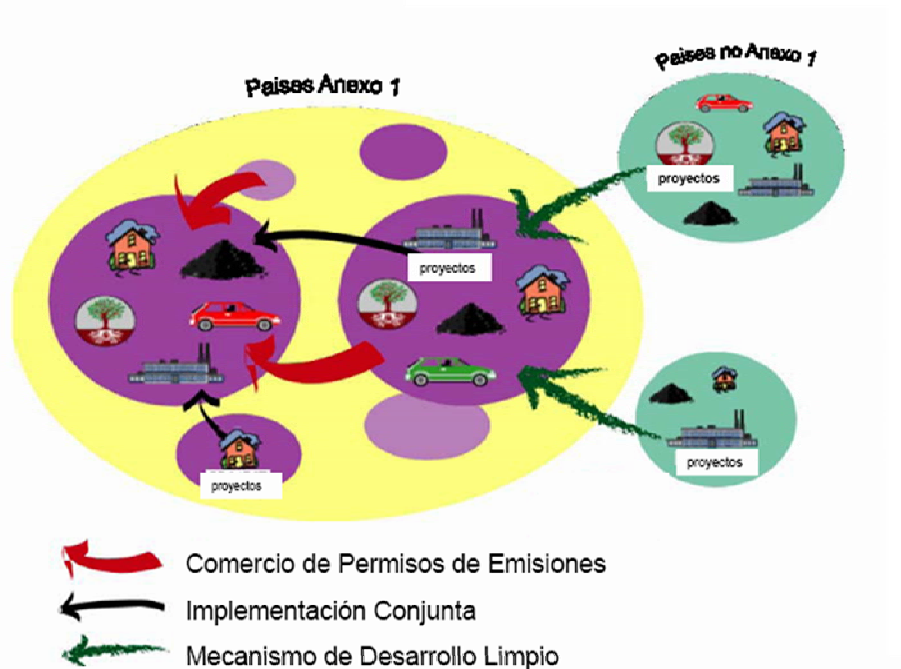 Paises Anexo 1
Paises no Anexo 1
proyectos
proyectos
proyectos
proyectos
Comercio de Permisos de Emisiones
Implementación Conjunta
Mecanismo de Desarrollo Limpio